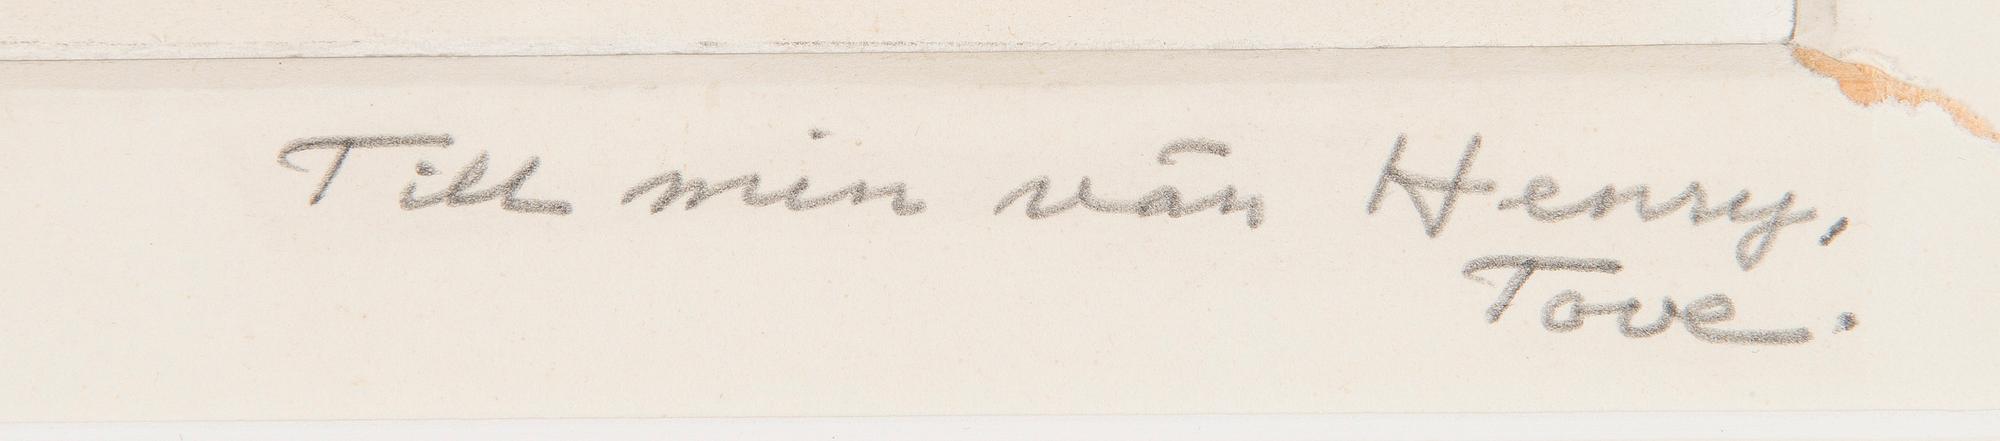 Till min vän Henry,
Tove.